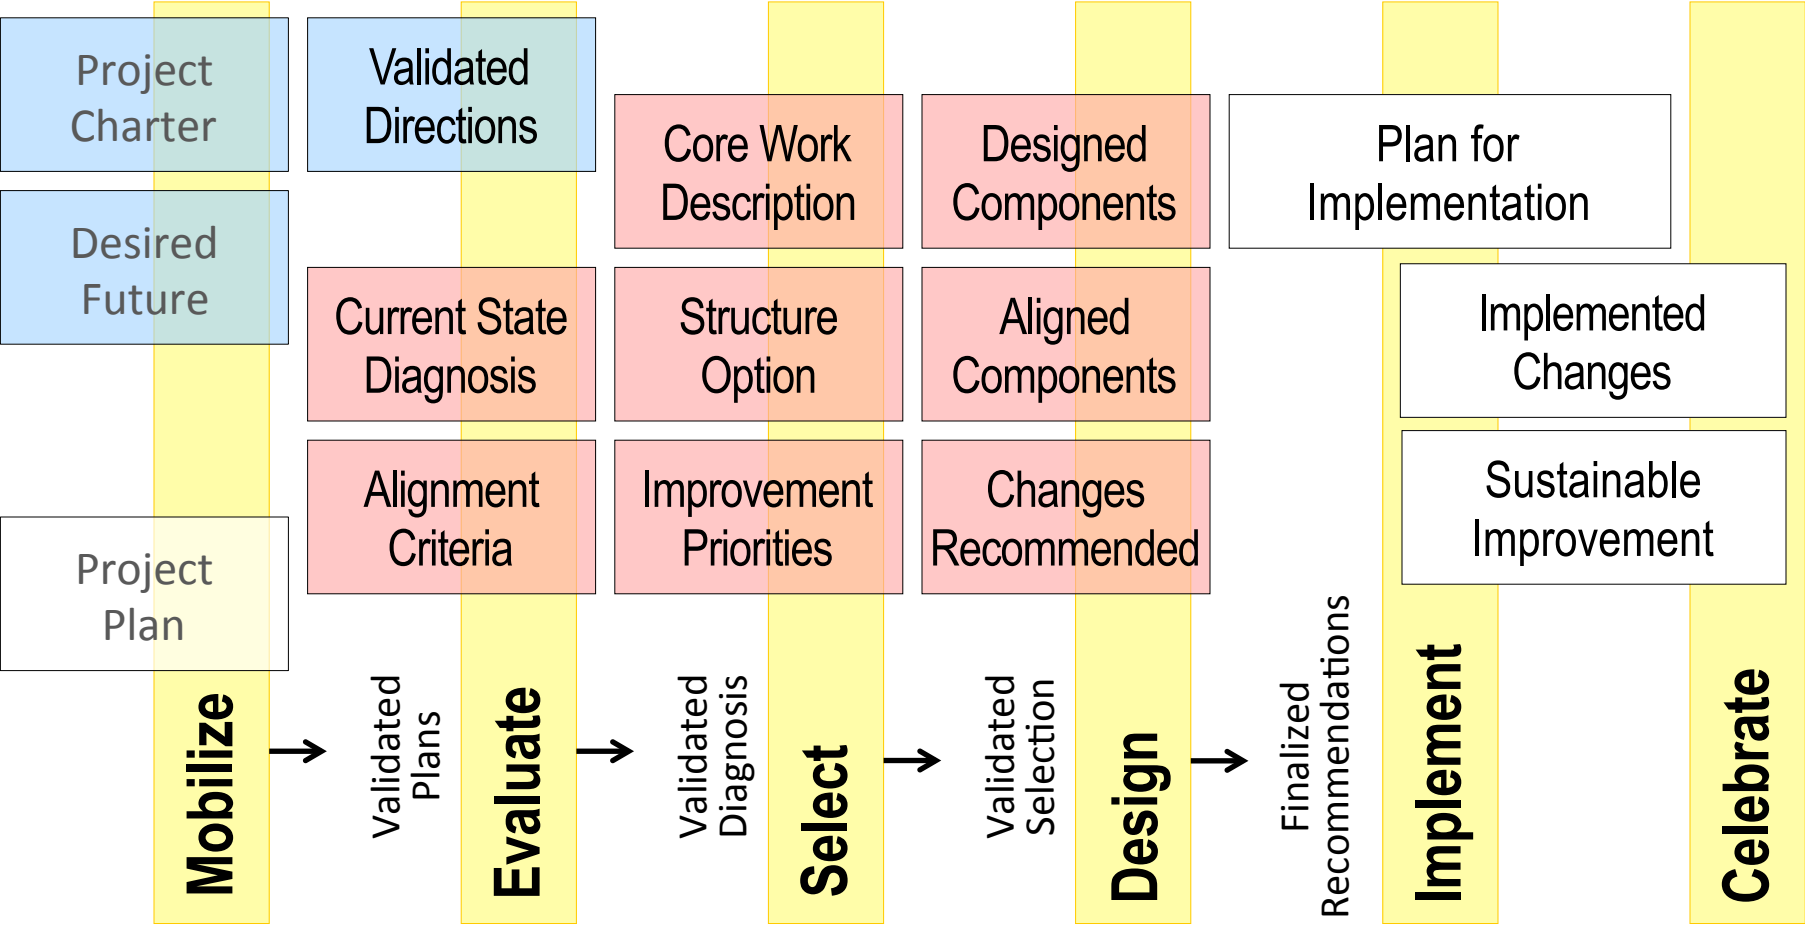 Project
Charter
Desired
Future
Project
Plan
Validated
Directions
Current State
Diagnosis
Alignment
Criteria
Core Work
Description
Structure
Option
Improvement
Priorities
Designed
Components
Aligned
Components
Changes
Recommended
Plan for
Implementation
Implemented
Changes
Sustainable
Improvement
Mobilize
Validated
Plans
Evaluate
Validated
Diagnosis
Select
Validated
Selection
Design
Finalized
Recommendations
Implement
Celebrate